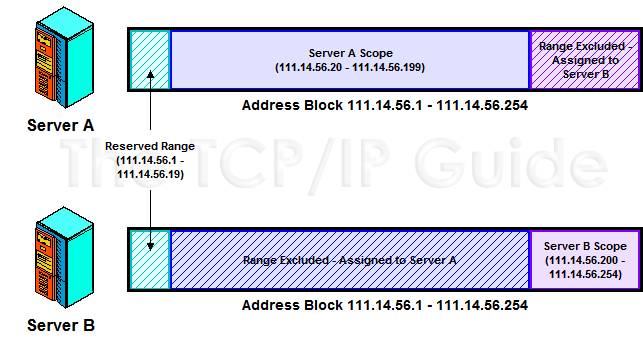 Server A Scope
(111.14.56.20 - 111.14.56.199)
Range Excluded -
Assigned to
Server B
Address Block 111.14.56.1 - 111.14.56.254
Server A
Reserved Range
(111.14.56.1 -
111.14.56.19)
The TCP/IP Guide
Range Excluded - Assigned to Server A
Server B Scope
(111.14.56.200 -
111.14.56.254)
Address Block 111.14.56.1 - 111.14.56.254
Server B